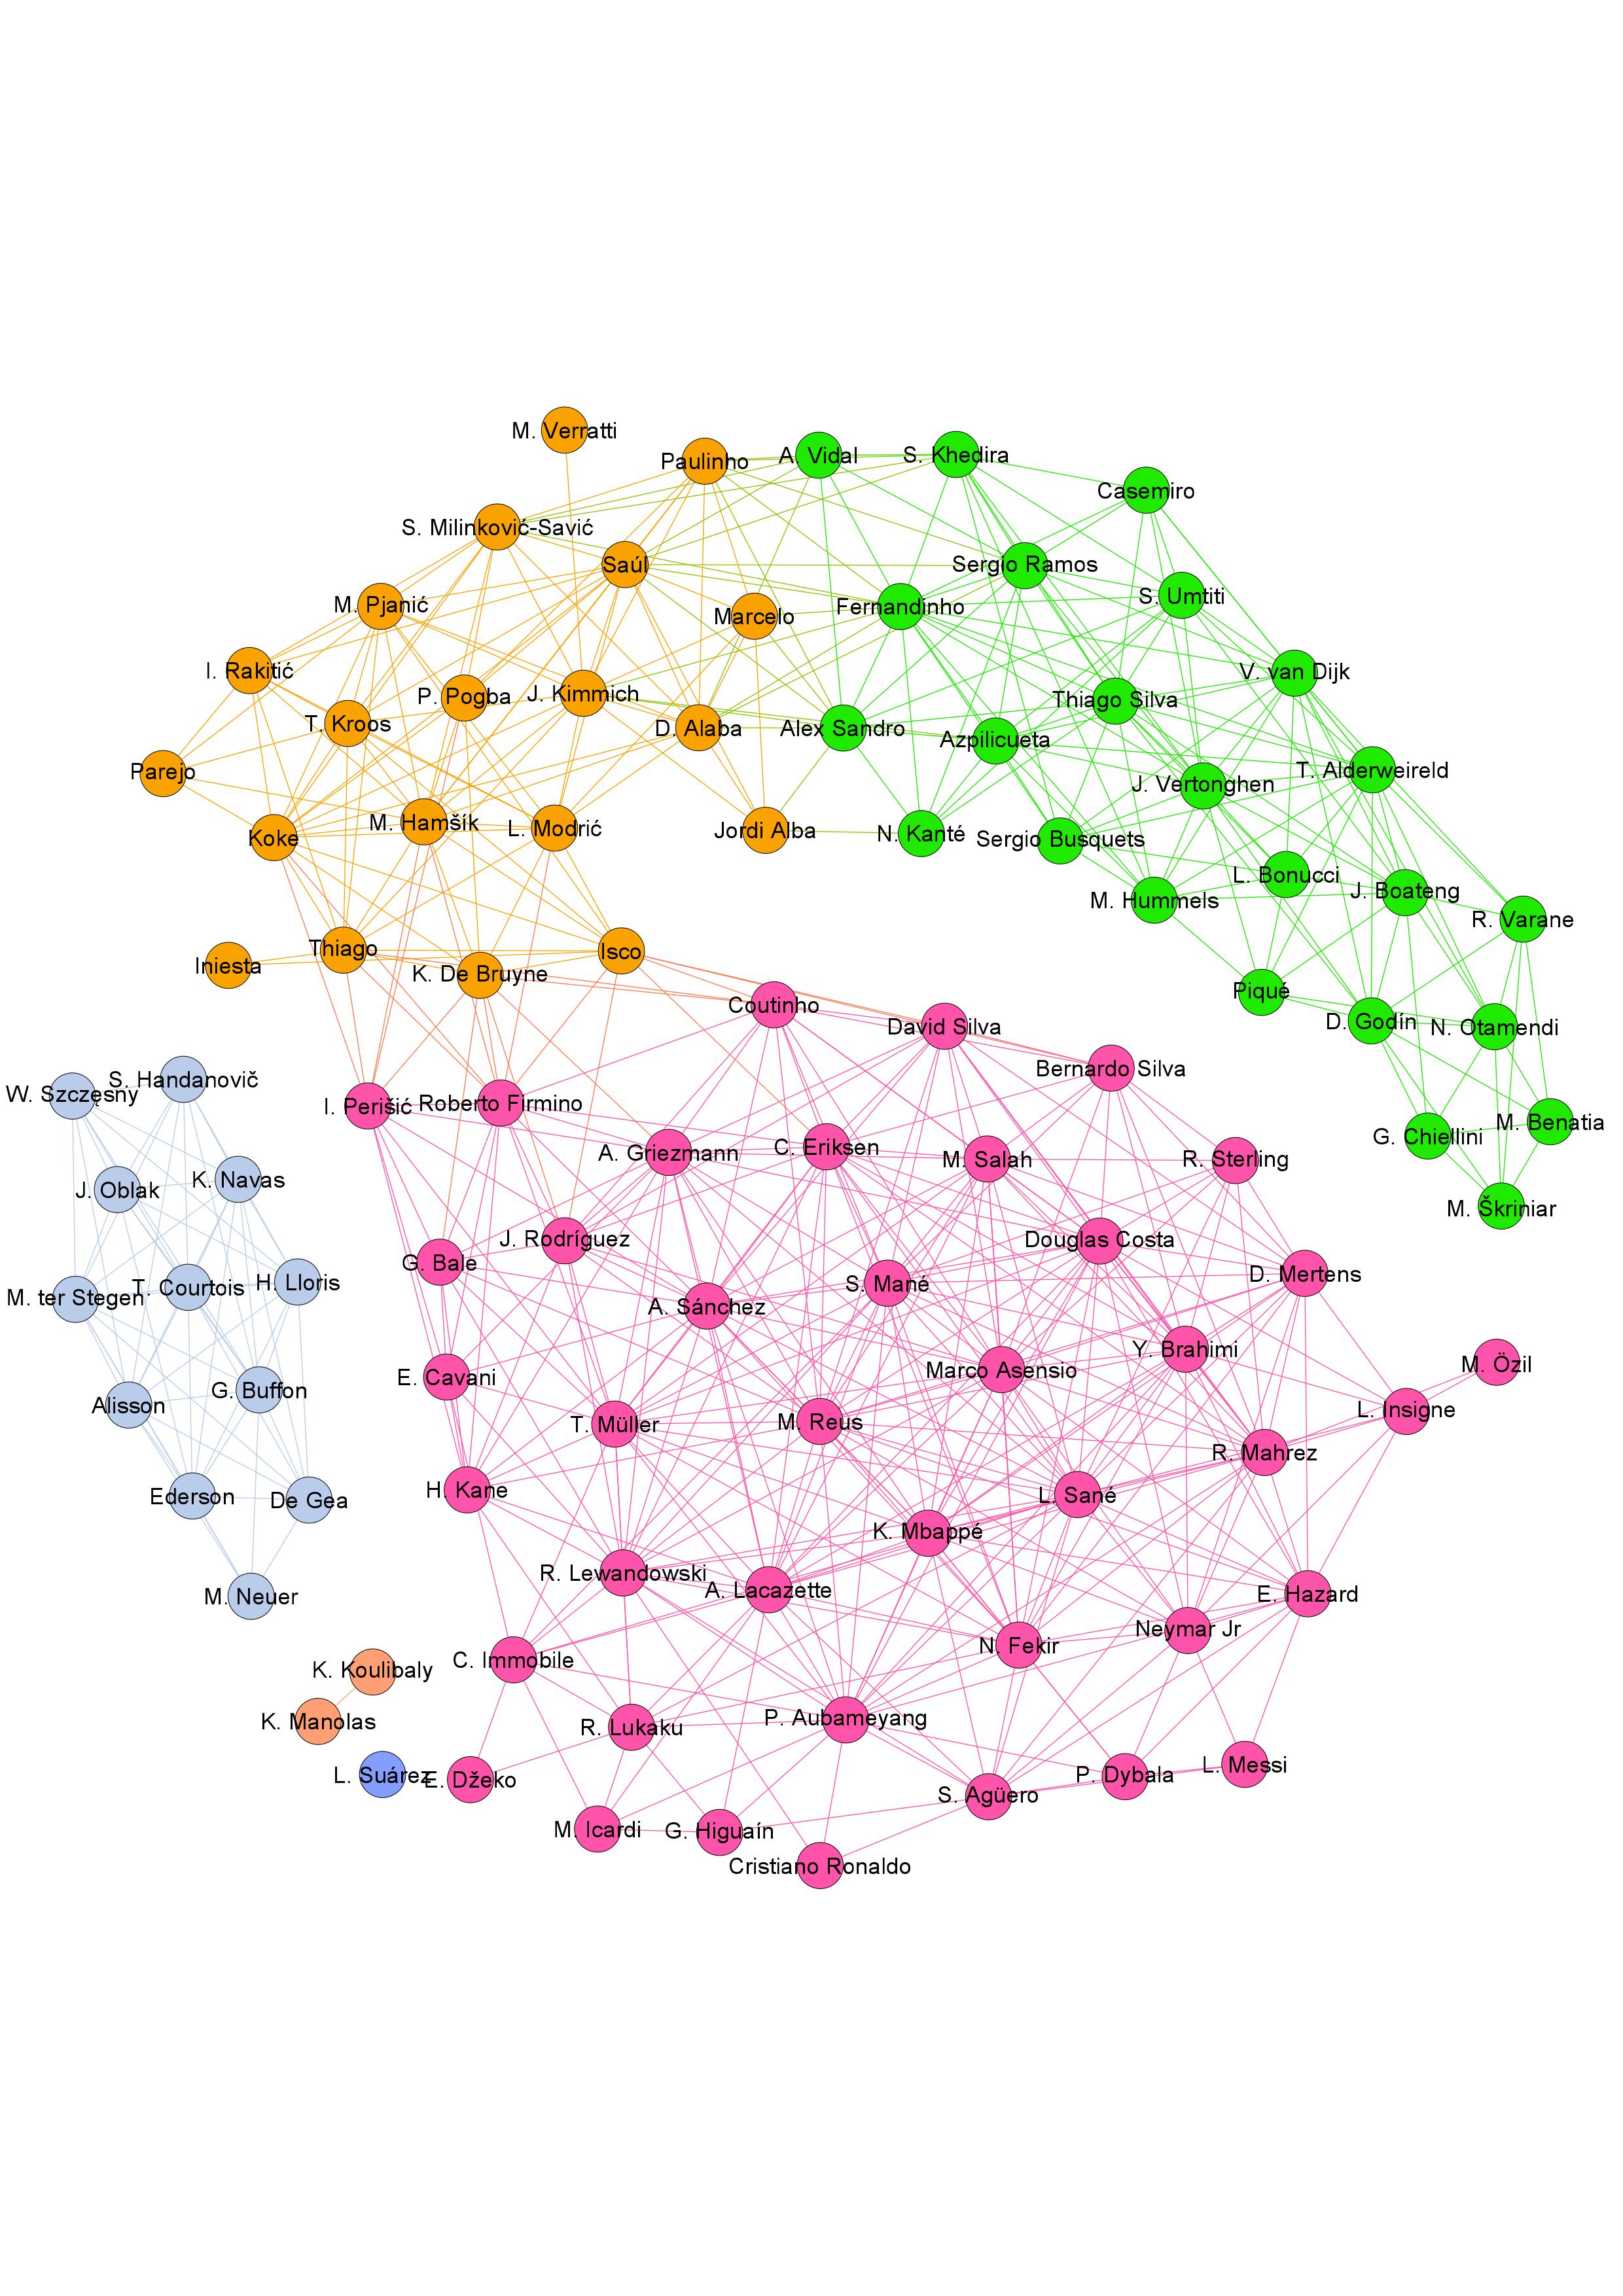 M. Verratti
Paulinho
A. Vidal
S. Khedira
Casemiro
S. Milinković-Savić
Saúl
Sergio Ramos
M. Pjanić
Marcelo
Fernandinho
S. Umtiti
I. Rakitić
P. Pogba
J. Kimmich
V. van Dijk
T. Kroos
D. Alaba
Alex Sandro
Azpilicueta
Thiago Silva
Parejo
J. Vertonghen
T. Alderweireld
Koke
M. Hamšík
L. Modrić
Jordi Alba
N. Kanté
Sergio Busquets
L. Bonucci
M. Hummels
J. Boateng
R. Varane
Iniesta
Thiago
K. De Bruyne
Isco
Piqué
D. Godín
N. Otamendi
Coutinho
David Silva
Bernardo Silva
W. Szczęsny
S. Handanovič
I. Perišić
Roberto Firmino
G. Chiellini
M. Benatia
A. Griezmann
C. Eriksen
M. Salah
R. Sterling
J. Oblak
K. Navas
M. Škriniar
G. Bale
J. Rodríguez
Douglas Costa
M. ter Stegen
T. Courtois
H. Lloris
A. Sánchez
S. Mané
D. Mertens
E. Cavani
Marco Asensio
Y. Brahimi
M. Özil
Alisson
G. Buffon
T. Müller
M. Reus
L. Insigne
R. Mahrez
Ederson
De Gea
H. Kane
L. Sané
K. Mbappé
M. Neuer
R. Lewandowski
A. Lacazette
E. Hazard
N. Fekir
Neymar Jr
K. Koulibaly
C. Immobile
K. Manolas
R. Lukaku
P. Aubameyang
L. Suárez
E. Džeko
S. Agüero
P. Dybala
L. Messi
M. Icardi
G. Higuaín
Cristiano Ronaldo